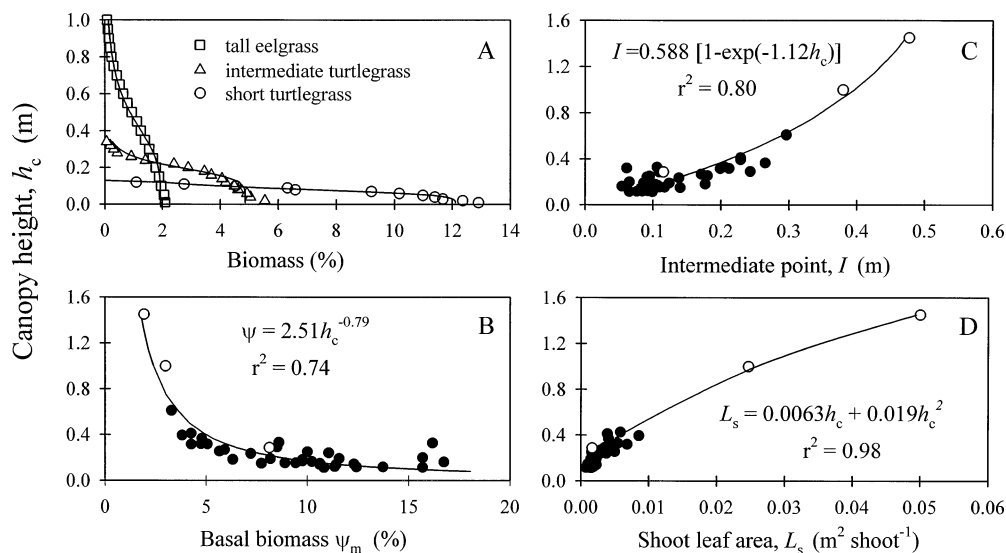 Canopy height, h_c (m)
A
1.0
0.8
0.6
0.4
0.2
0.0
tall eelgrass
intermediate turtlegrass
short turtlegrass
0 2 4 6 8 10 12 14
Biomass (%)
C
1.6
1.2
0.8
0.4
0.0
I=0.588 [1-exp(-1.12h_c)]
r² = 0.80
0.0 0.1 0.2 0.3 0.4 0.5 0.6
Intermediate point, I (m)
B
1.6
1.2
0.8
0.4
0.0
ψ = 2.51h_c^-0.79
r² = 0.74
0 5 10 15 20
Basal biomass ψ_m (%)
D
1.6
1.2
0.8
0.4
0.0
L_s = 0.0063h_c + 0.019h_c²
r² = 0.98
0.00 0.01 0.02 0.03 0.04 0.05 0.06
Shoot leaf area, L_s (m² shoot⁻¹)